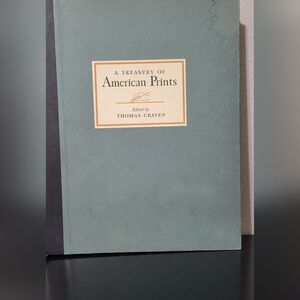 A TREASURY OF
American Prints
Edited by
THOMAS CRAVEN